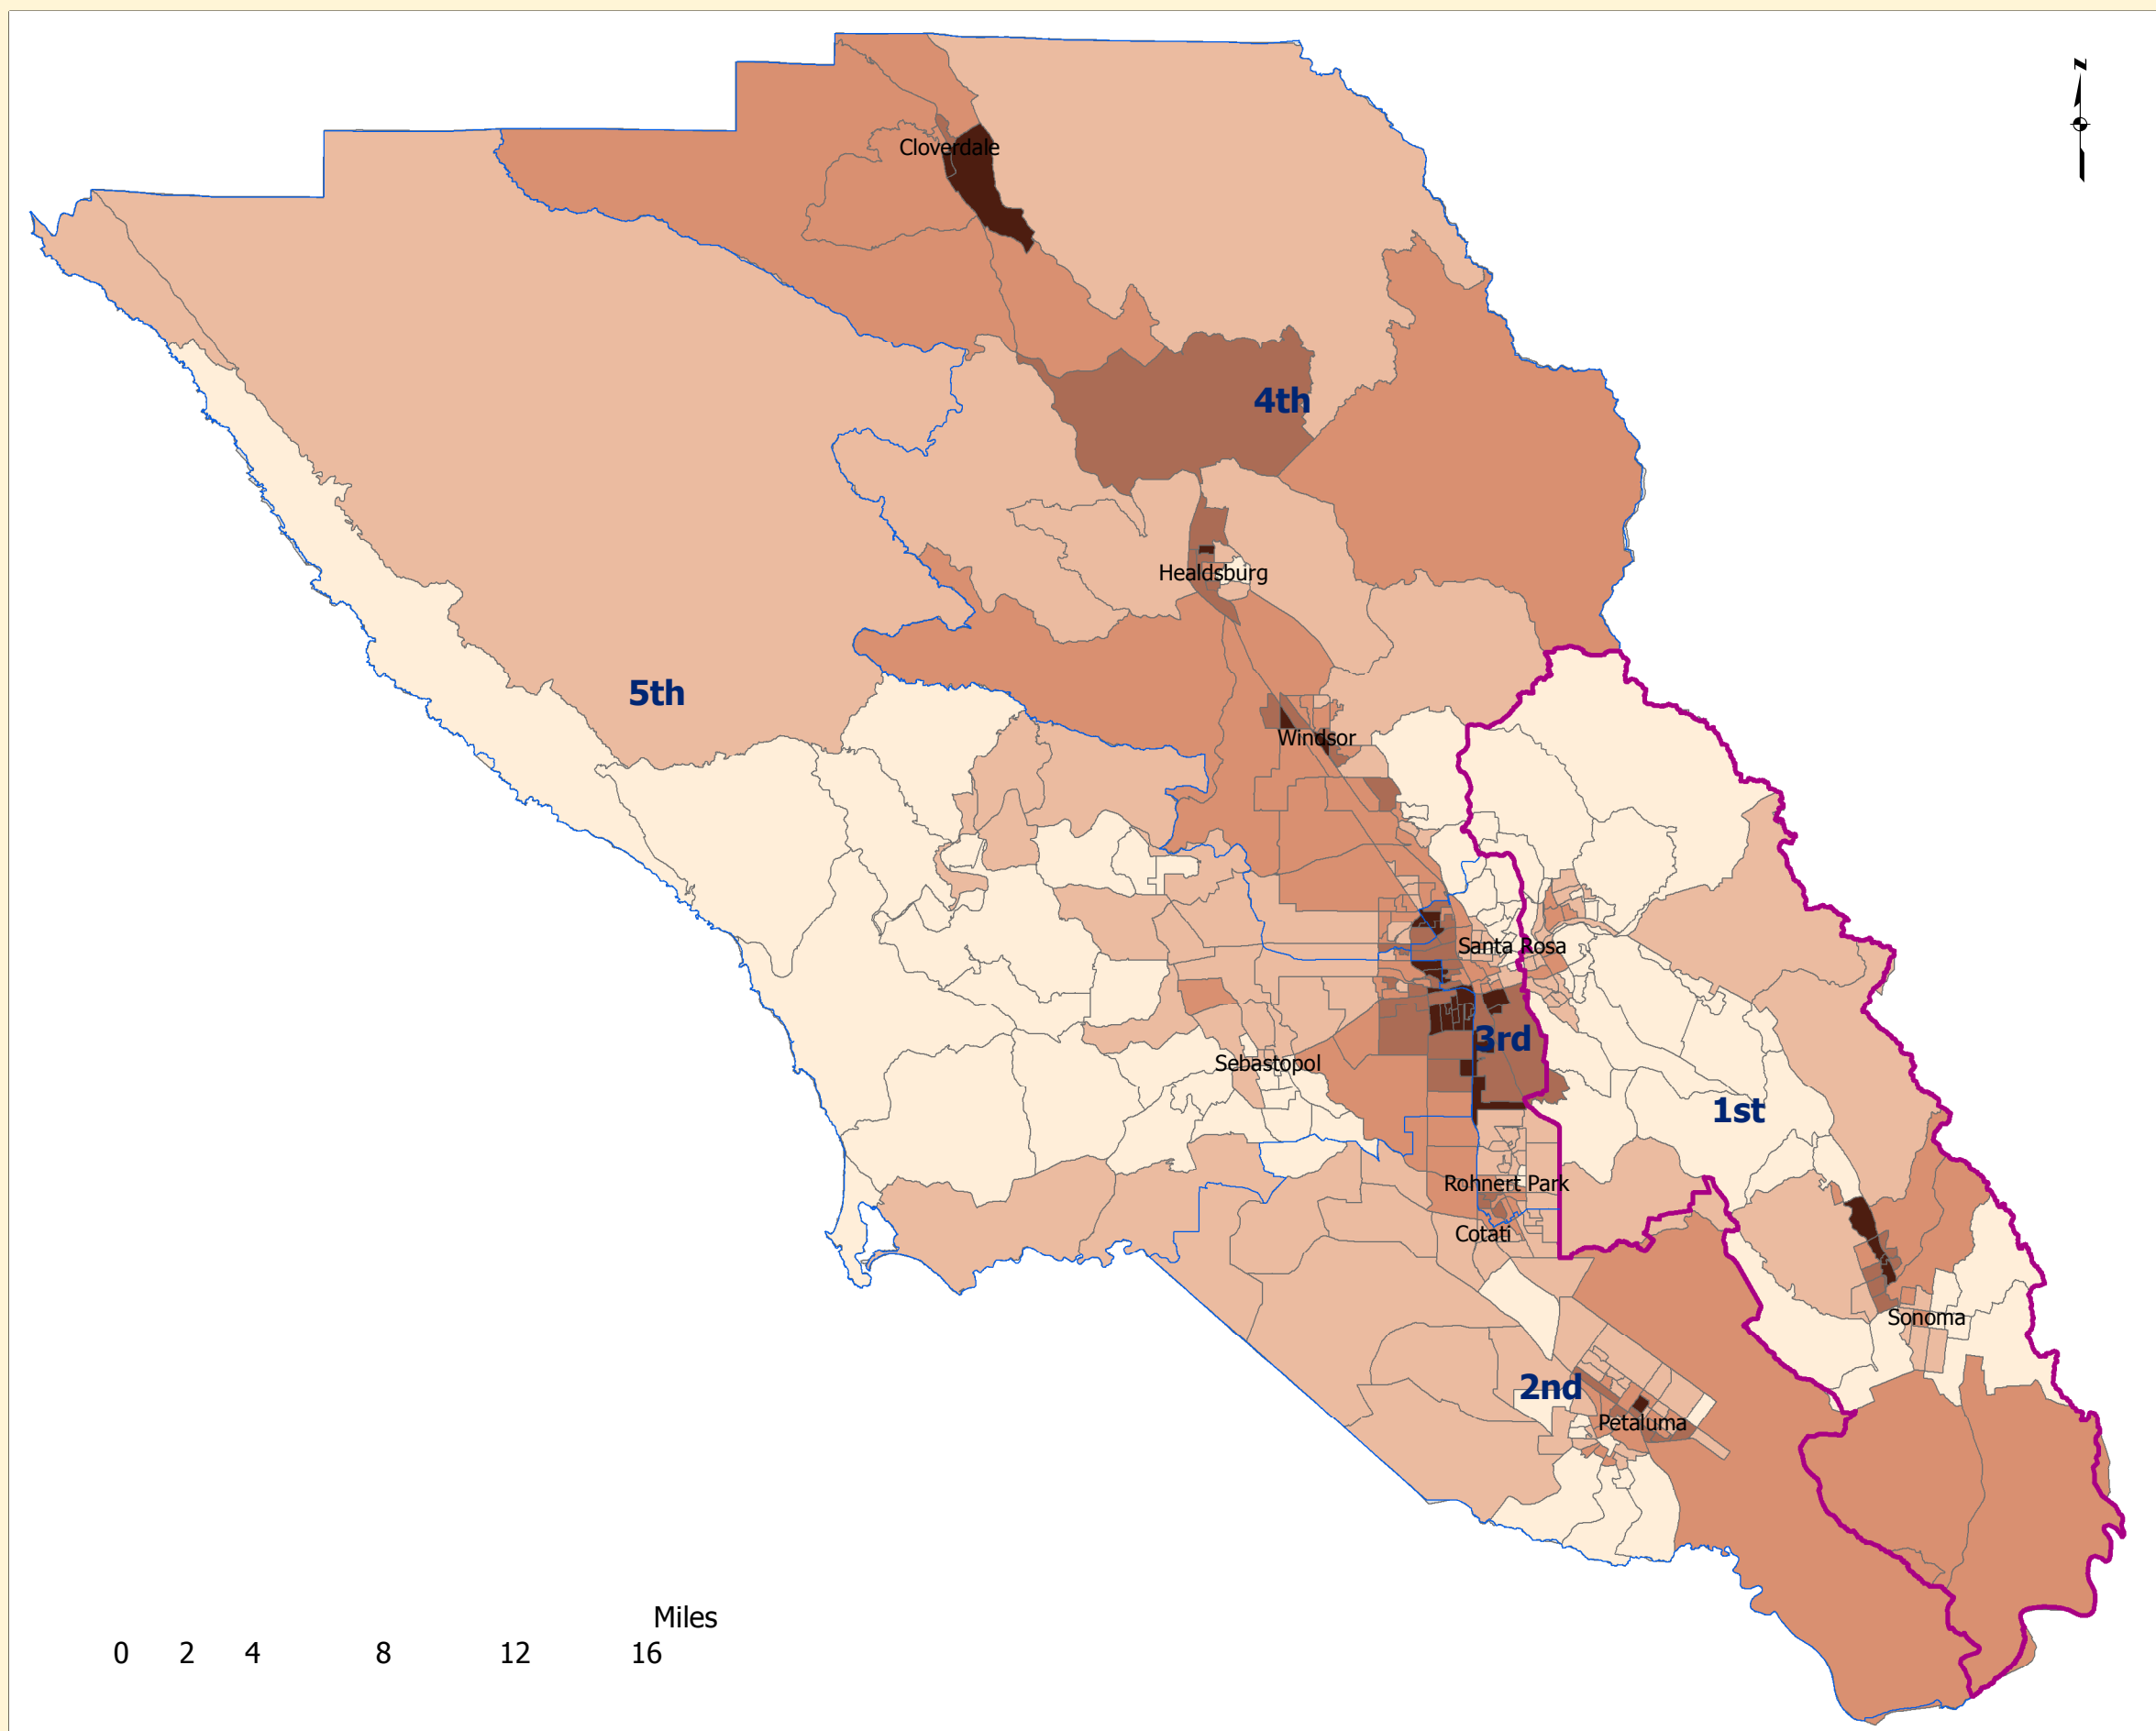 N
Cloverdale
4th
Healdsburg
5th
Windsor
Santa Rosa
3rd
Sebastopol
1st
Rohnert Park
Cotati
Sonoma
2nd
Petaluma
Miles
0 2 4 8 12 16